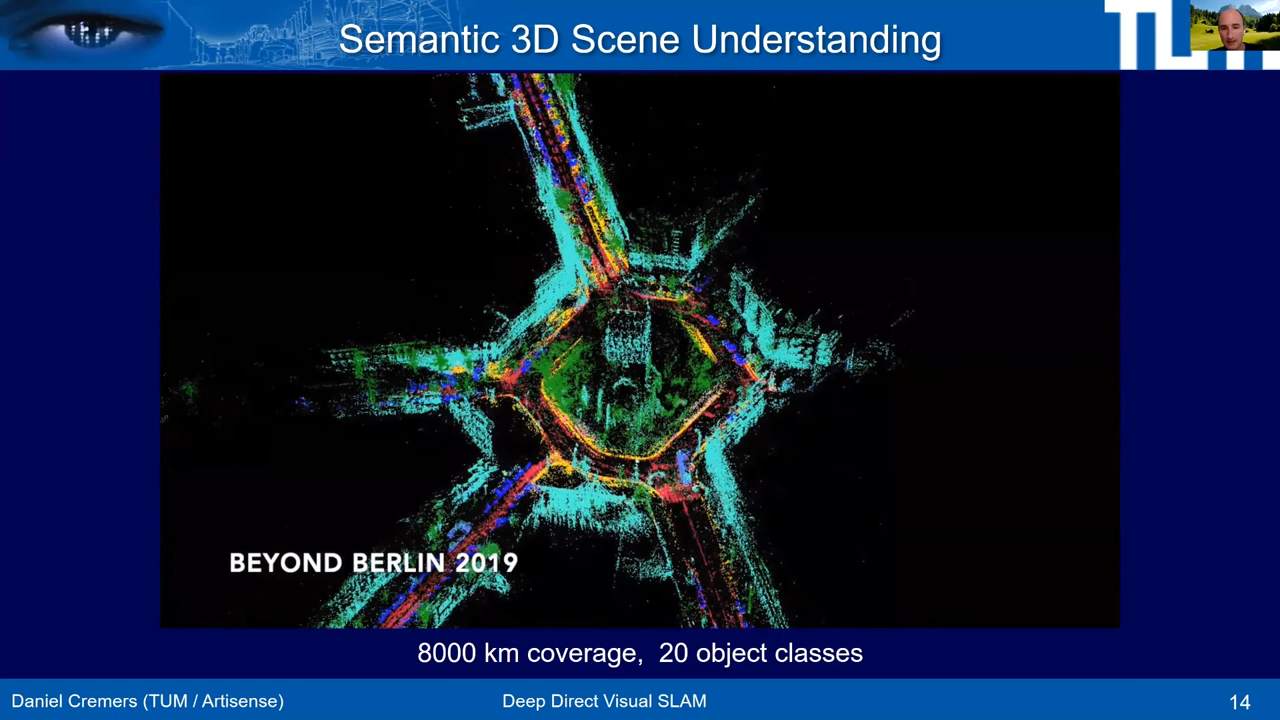 Semantic 3D Scene Understanding
BEYOND BERLIN 2019
8000 km coverage, 20 object classes
Daniel Cremers (TUM / Artisense)
Deep Direct Visual SLAM
14